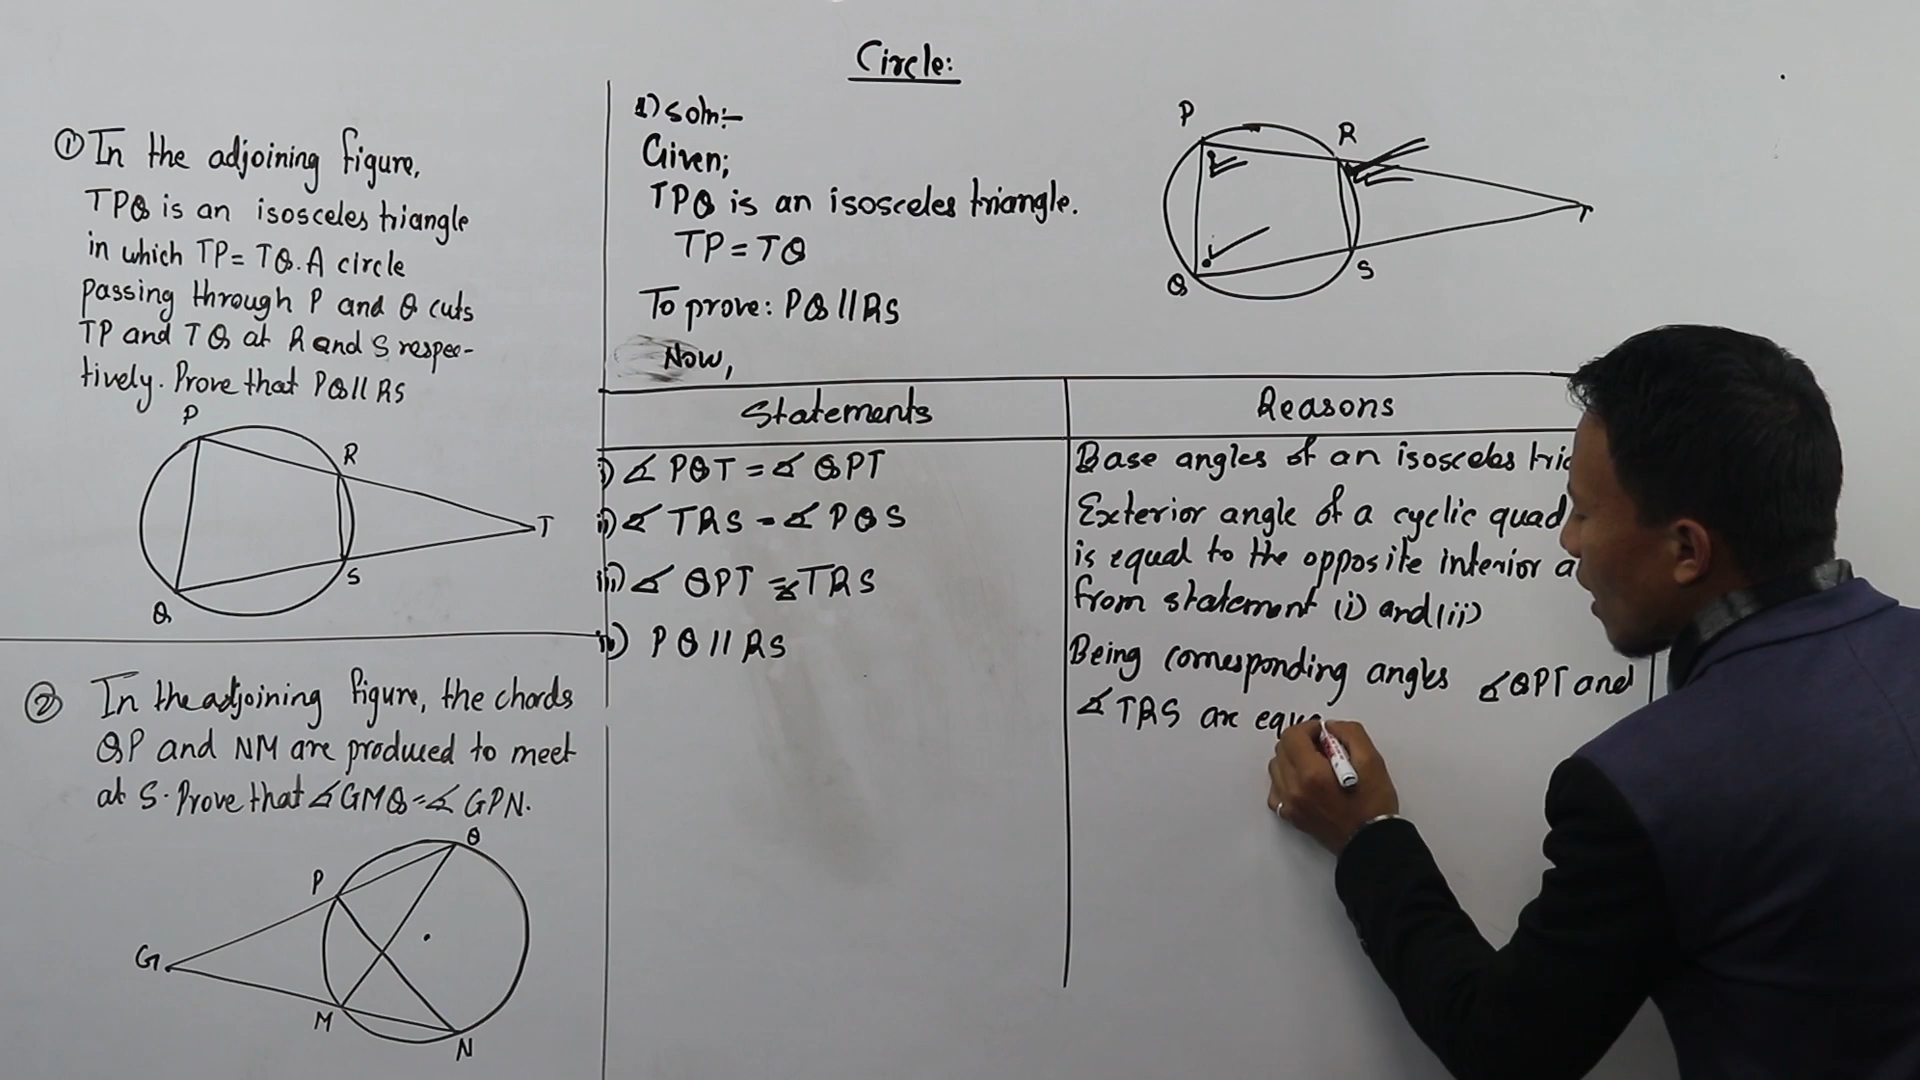 Circle:
① In the adjoining figure,
TPQ is an isosceles triangle
in which TP = TQ. A circle
passing through P and Q cuts
TP and TQ at R and S respec-
tively. Prove that PQ || RS
P
R
T
S
Q
② In the adjoining figure, the chords
QP and NM are produced to meet
at S. Prove that ∡GMQ = ∡ GPN.
Q
P
G
M
N
1) soln:-
Given;
TPQ is an isosceles triangle.
TP = TQ
To prove: PQ || RS
Now,
P
R
T
S
Q
Statements
Reasons
i) ∡ PQT = ∡ QPT
Base angles of an isosceles
ii) ∡ TRS = ∡ PQS
Exterior angle of a cyclic quad
is equal to the opposite interior
iii) ∡ QPT = ∡ TRS
from statement (i) and (ii)
iv) PQ || RS
Being corresponding angles ∡QPT and
∡ TRS are